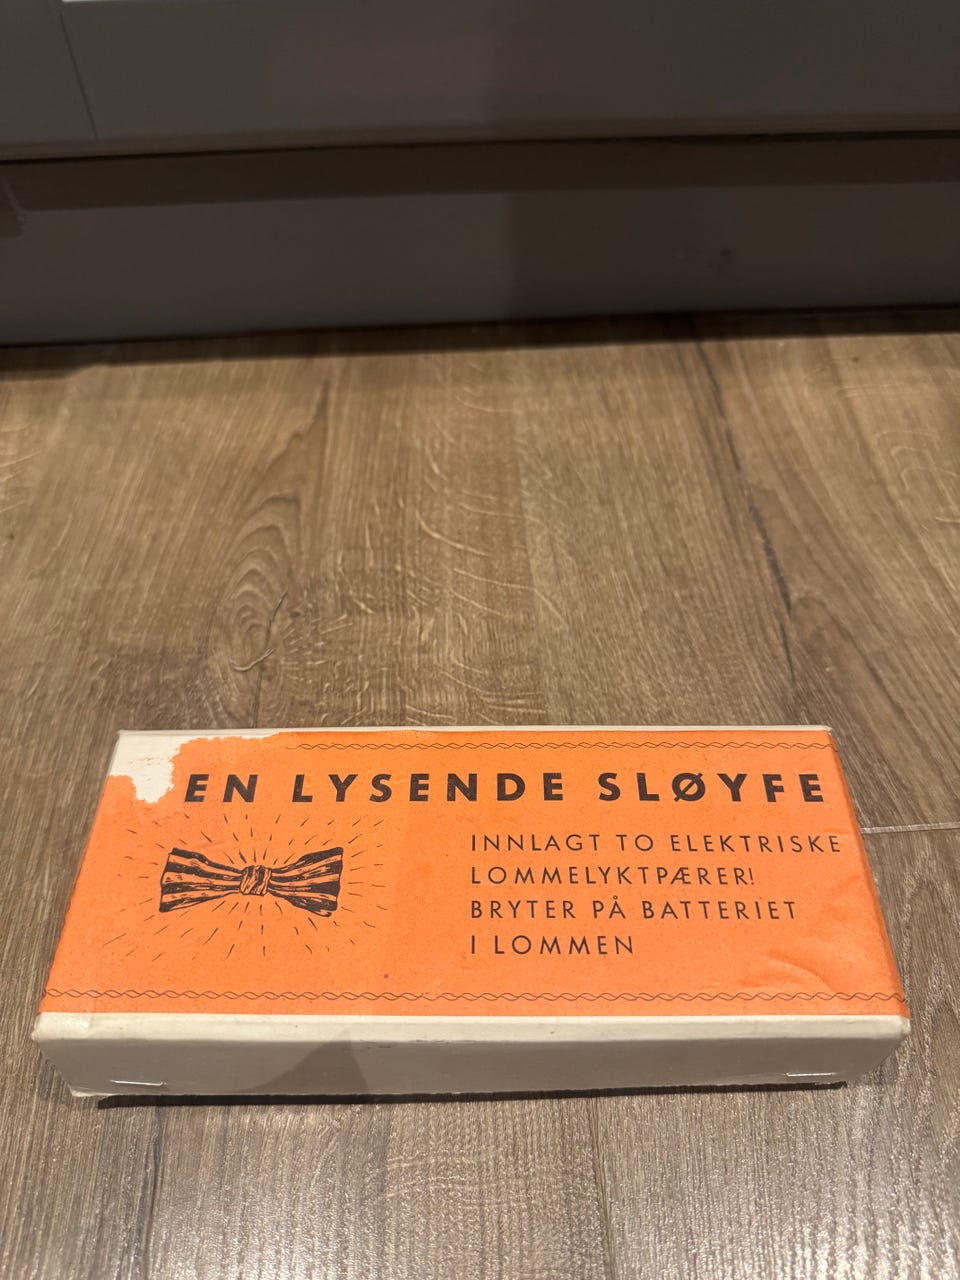 EN LYSENDE SLØYFE
INNLAGT TO ELEKTRISKE
LOMMELYKTPÆRER!
BRYTER PÅ BATTERIET
I LOMMEN